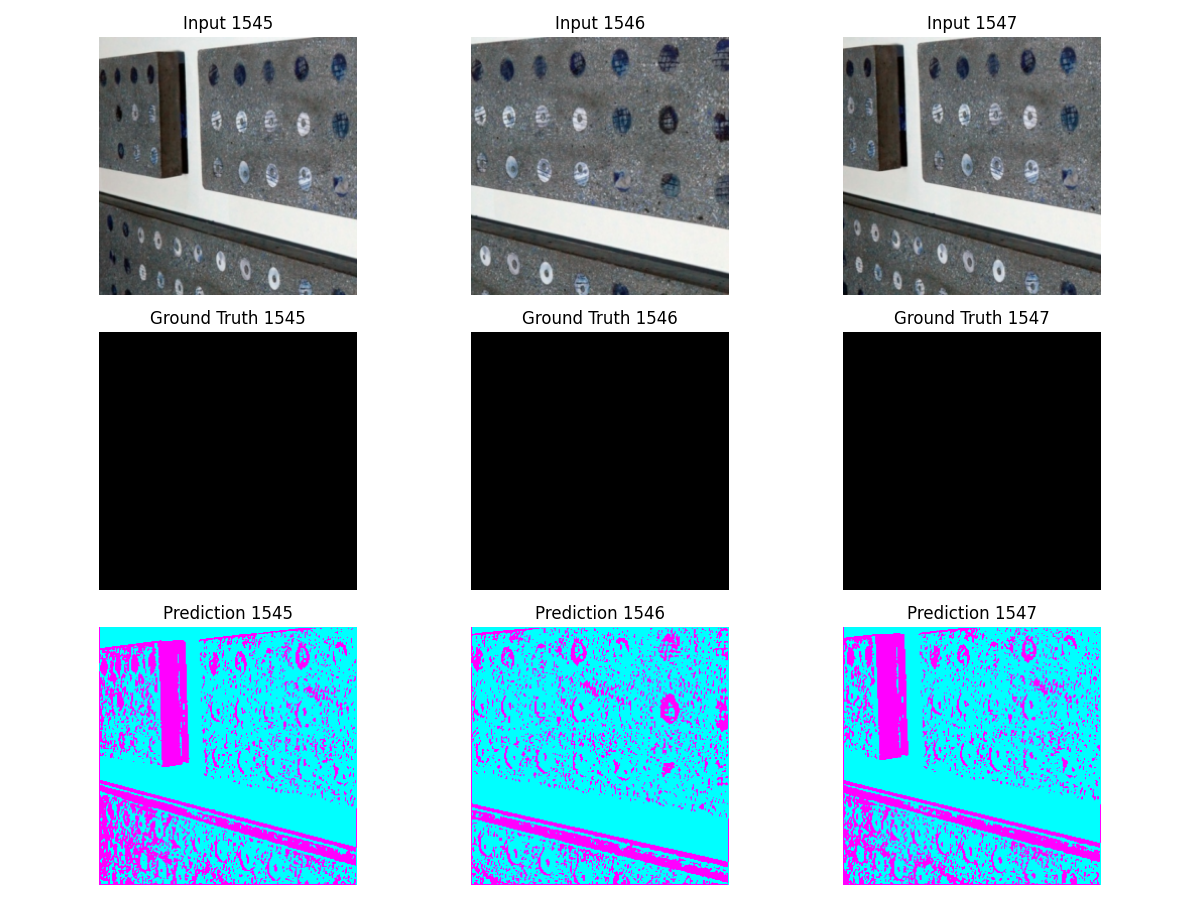 Input 1545
Input 1546
Input 1547
Ground Truth 1545
Ground Truth 1546
Ground Truth 1547
Prediction 1545
Prediction 1546
Prediction 1547